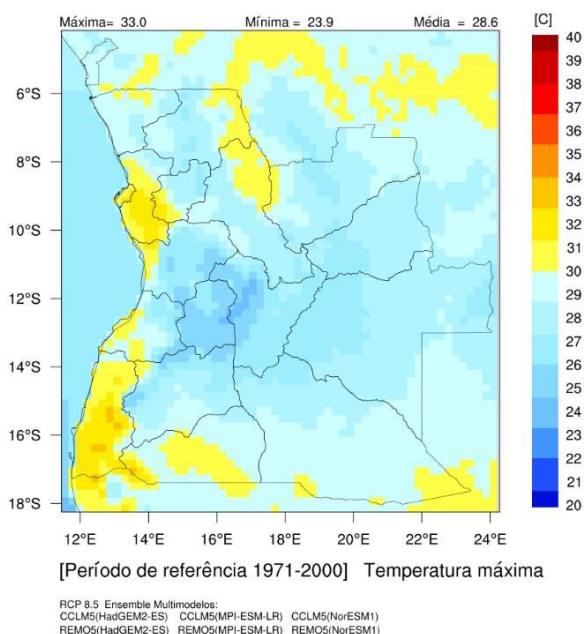 Máxima= 33.0 Mínima = 23.9 Média = 28.6 [C]
40
39
38
37
36
35
34
33
32
31
30
29
28
27
26
25
24
23
22
21
20
6°S
8°S
10°S
12°S
14°S
16°S
18°S
12°E 14°E 16°E 18°E 20°E 22°E 24°E
[Período de referência 1971-2000] Temperatura máxima
RCP 8.5 Ensemble Multimodelos:
CCLM5(HadGEM2-ES) CCLM5(MPI-ESM-LR) CCLM5(NorESM1)
REMO5(HadGEM2-ES) REMO5(MPI-ESM-LR) REMO5(NorESM1)